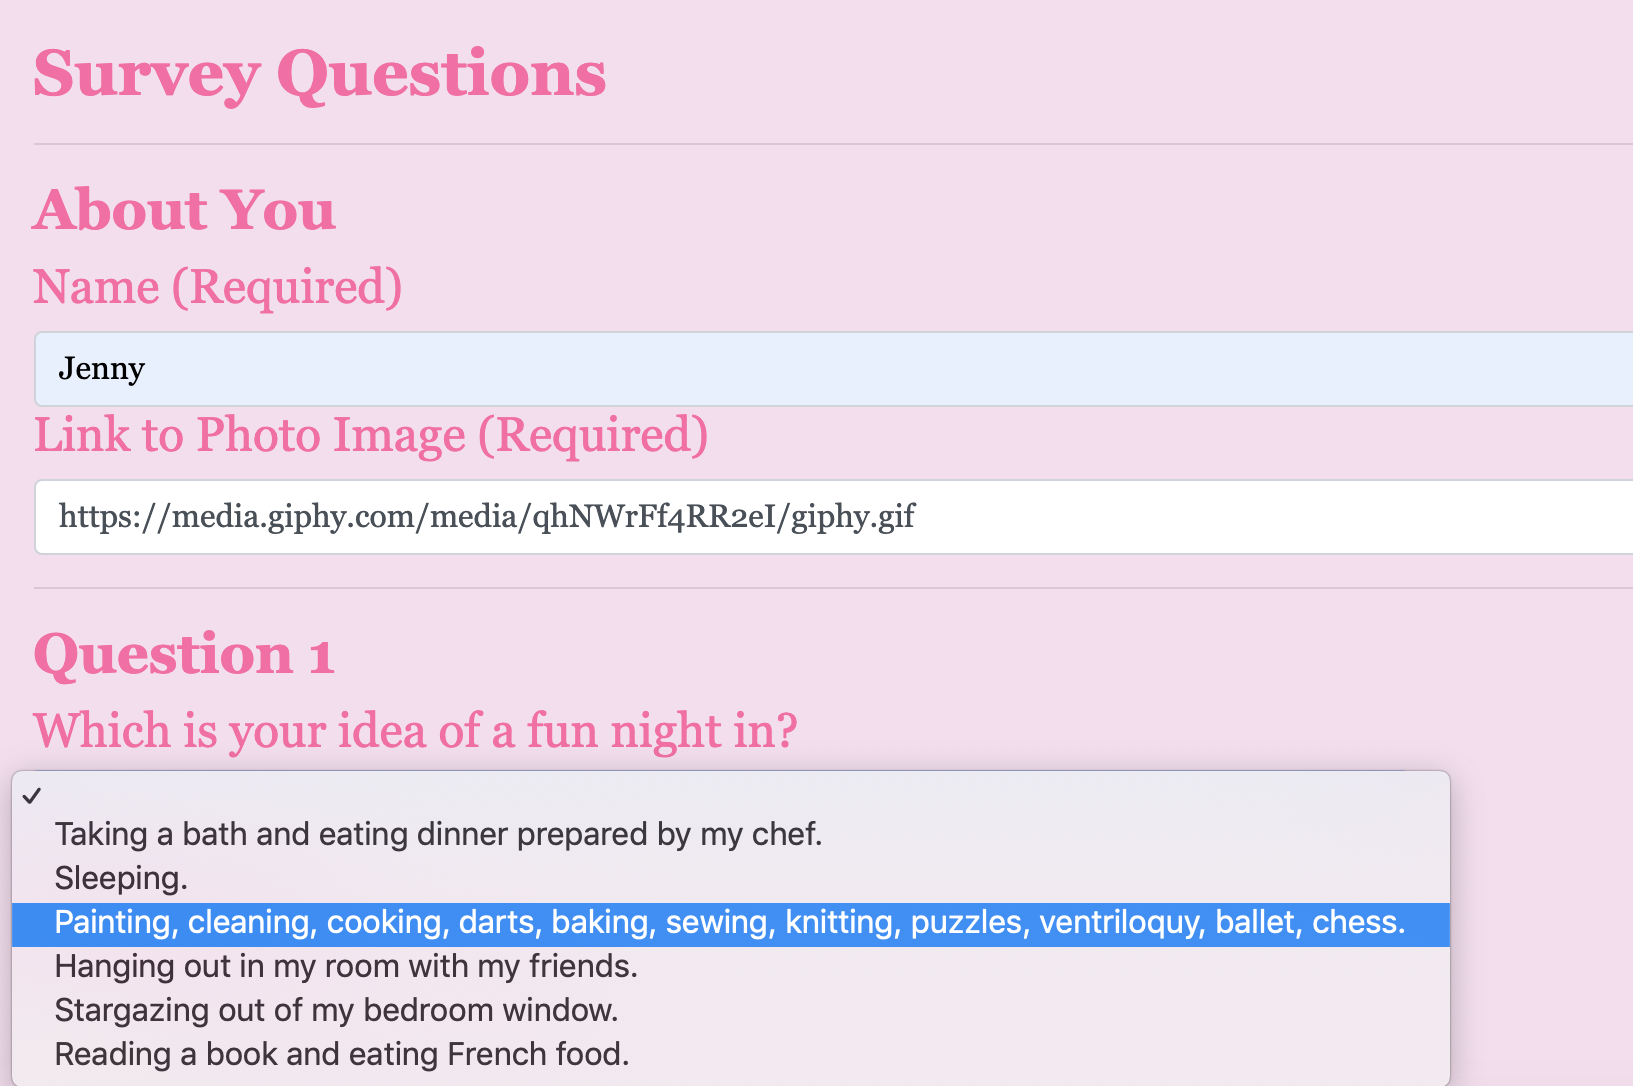 Survey Questions
About You
Name (Required)
Jenny
Link to Photo Image (Required)
https://media.giphy.com/media/qhNWrFf4RR2eI/giphy.gif
Question 1
Which is your idea of a fun night in?
Taking a bath and eating dinner prepared by my chef.
Sleeping.
Painting, cleaning, cooking, darts, baking, sewing, knitting, puzzles, ventriloquy, ballet, chess.
Hanging out in my room with my friends.
Stargazing out of my bedroom window.
Reading a book and eating French food.